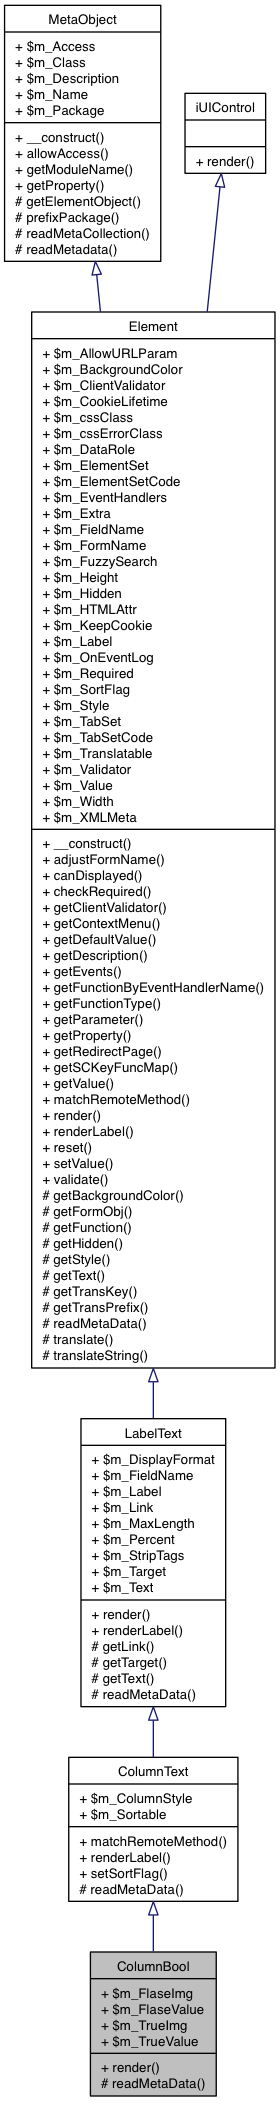 MetaObject
+ $m_Access
+ $m_Class
+ $m_Description
+ $m_Name
+ $m_Package
+ __construct()
+ allowAccess()
+ getModuleName()
+ getProperty()
# getElementObject()
# prefixPackage()
# readMetaCollection()
# readMetadata()
iUIControl
+ render()
Element
+ $m_AllowURLParam
+ $m_BackgroundColor
+ $m_ClientValidator
+ $m_CookieLifetime
+ $m_cssClass
+ $m_cssErrorClass
+ $m_DataRole
+ $m_ElementSet
+ $m_ElementSetCode
+ $m_EventHandlers
+ $m_Extra
+ $m_FieldName
+ $m_FormName
+ $m_FuzzySearch
+ $m_Height
+ $m_Hidden
+ $m_HTMLAttr
+ $m_KeepCookie
+ $m_Label
+ $m_OnEventLog
+ $m_Required
+ $m_SortFlag
+ $m_Style
+ $m_TabSet
+ $m_TabSetCode
+ $m_Translatable
+ $m_Validator
+ $m_Value
+ $m_Width
+ $m_XMLMeta
+ __construct()
+ adjustFormName()
+ canDisplayed()
+ checkRequired()
+ getClientValidator()
+ getContextMenu()
+ getDefaultValue()
+ getDescription()
+ getEvents()
+ getFunctionByEventHandlerName()
+ getFunctionType()
+ getParameter()
+ getProperty()
+ getRedirectPage()
+ getSCKeyFuncMap()
+ getValue()
+ matchRemoteMethod()
+ render()
+ renderLabel()
+ reset()
+ setValue()
+ validate()
# getBackgroundColor()
# getFormObj()
# getFunction()
# getHidden()
# getStyle()
# getText()
# getTransKey()
# getTransPrefix()
# readMetaData()
# translate()
# translateString()
LabelText
+ $m_DisplayFormat
+ $m_FieldName
+ $m_Label
+ $m_Link
+ $m_MaxLength
+ $m_Percent
+ $m_StripTags
+ $m_Target
+ $m_Text
+ render()
+ renderLabel()
# getLink()
# getTarget()
# getText()
# readMetaData()
ColumnText
+ $m_ColumnStyle
+ $m_Sortable
+ matchRemoteMethod()
+ renderLabel()
+ setSortFlag()
# readMetaData()
ColumnBool
+ $m_FlaseImg
+ $m_FlaseValue
+ $m_TrueImg
+ $m_TrueValue
+ render()
# readMetaData()